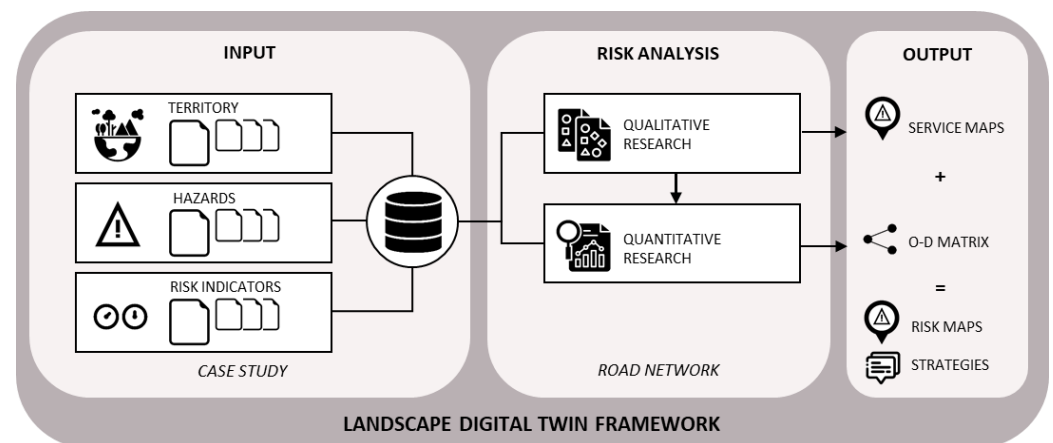 INPUT
TERRITORY
HAZARDS
RISK INDICATORS
CASE STUDY
RISK ANALYSIS
QUALITATIVE
RESEARCH
QUANTITATIVE
RESEARCH
ROAD NETWORK
OUTPUT
SERVICE MAPS
+
O-D MATRIX
=
RISK MAPS
STRATEGIES
LANDSCAPE DIGITAL TWIN FRAMEWORK